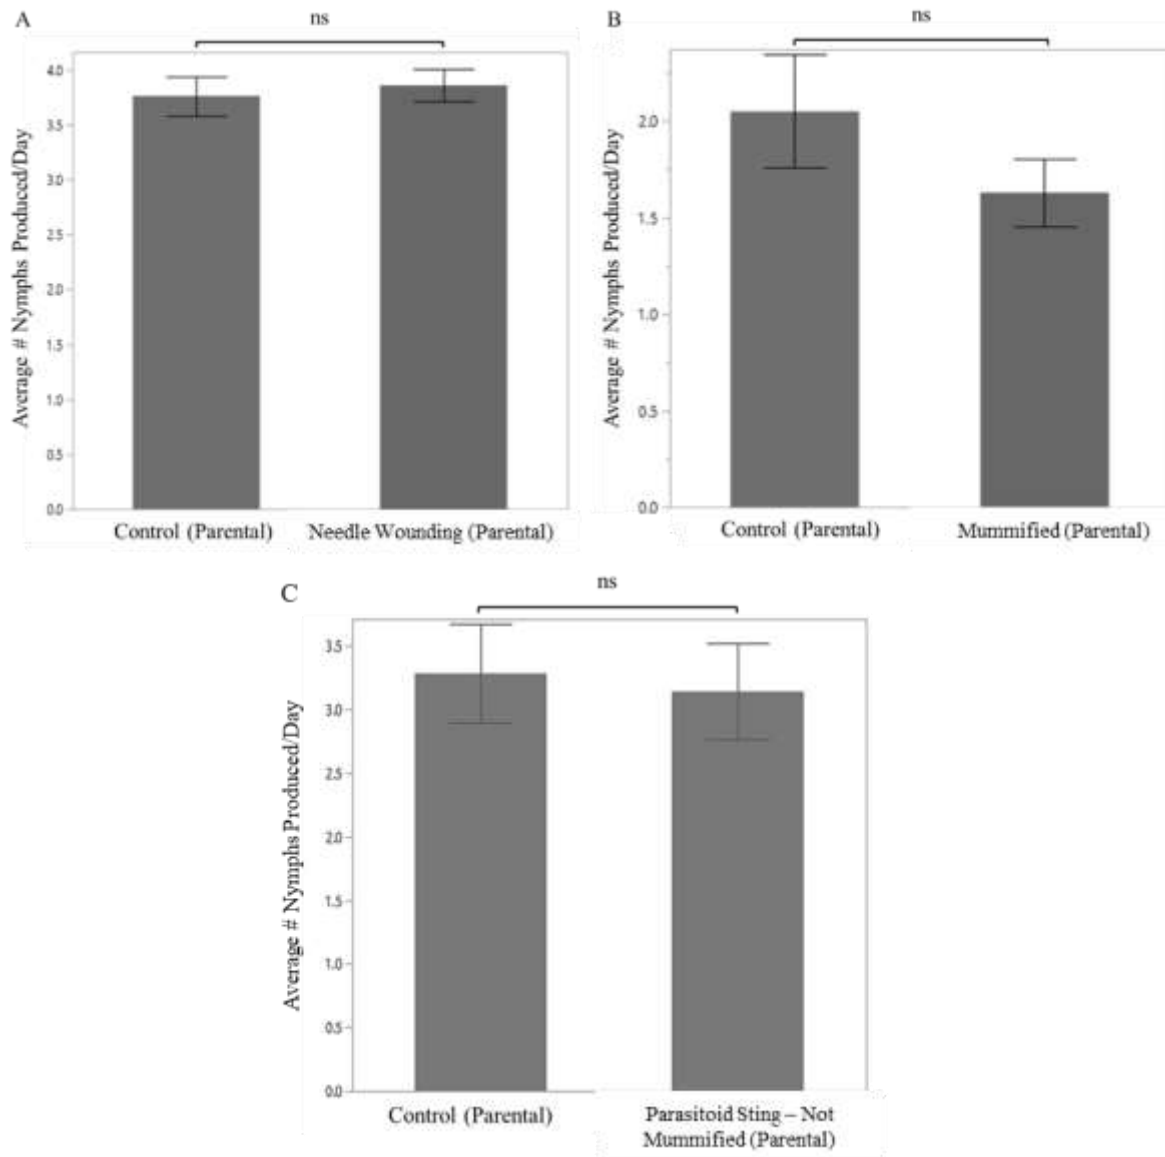 A
ns
Average # Nymphs Produced/Day
4.0
3.5
3.0
2.5
2.0
1.5
1.0
0.5
0.0
Control (Parental)
Needle Wounding (Parental)
B
ns
Average # Nymphs Produced/Day
2.0
1.5
1.0
0.5
0.0
Control (Parental)
Mummified (Parental)
C
ns
Average # Nymphs Produced/Day
3.5
3.0
2.5
2.0
1.5
1.0
0.5
0.0
Control (Parental)
Parasitoid Sting – Not
Mummified (Parental)